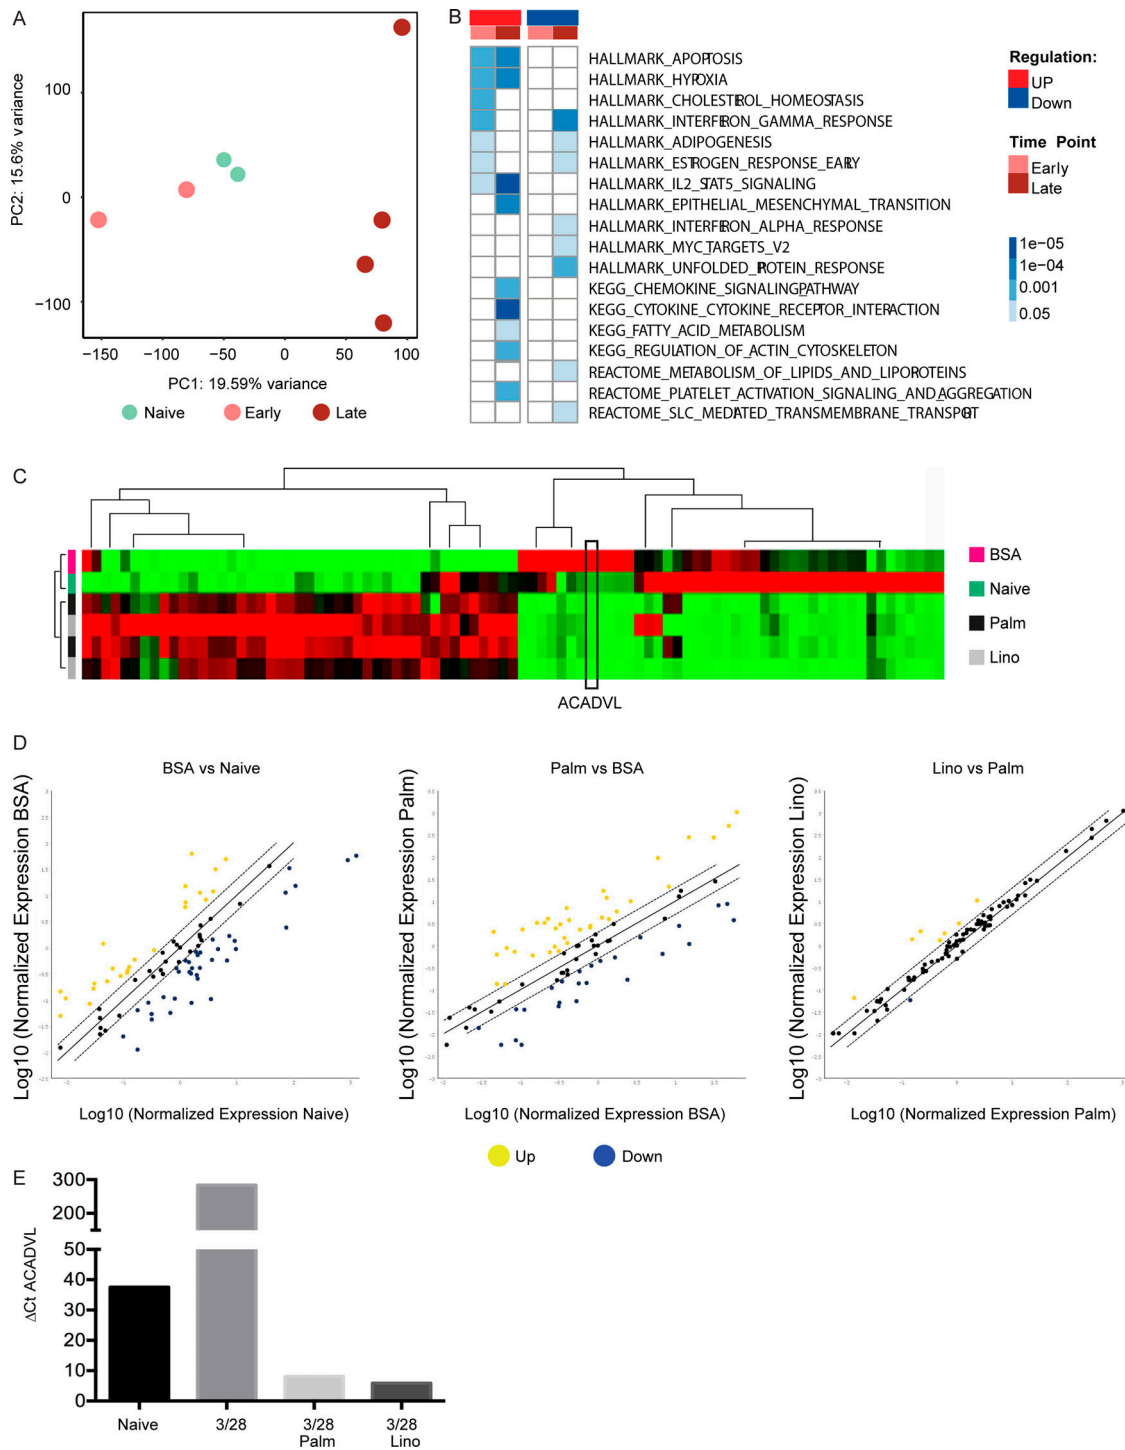 A
PC2: 15.6% variance
100
0
−100
−150
−100
−50
0
50
100
PC1: 19.59% variance
Naive
Early
Late
B
HALLMARK_APOPTOSIS
HALLMARK_HYPOXIA
HALLMARK_CHOLESTEROL_HOMEOSTASIS
HALLMARK_INTERFERON_GAMMA_RESPONSE
HALLMARK_ADIPOGENESIS
HALLMARK_ESTROGEN_RESPONSE_EARLY
HALLMARK_IL2_STAT5_SIGNALING
HALLMARK_EPITHELIAL_MESENCHYMAL_TRANSITION
HALLMARK_INTERFERON_ALPHA_RESPONSE
HALLMARK_MYC_TARGETS_V2
HALLMARK_UNFOLDED_PROTEIN_RESPONSE
KEGG_CHEMOKINE_SIGNALING_PATHWAY
KEGG_CYTOKINE_CYTOKINE_RECEPTOR_INTERACTION
KEGG_FATTY_ACID_METABOLISM
KEGG_REGULATION_OF_ACTIN_CYTOSKELETON
REACTOME_METABOLISM_OF_LIPIDS_AND_LIPOROTEINS
REACTOME_PLATELET_ACTIVATION_SIGNALING_AND_AGGREGATION
REACTOME_SLC_MEDIATED_TRANSMEMBRANE_TRANSPORT
Regulation:
UP
Down
Time Point
Early
Late
1e−05
1e−04
0.001
0.05
C
BSA
Naive
Palm
Lino
ACADVL
D
BSA vs Naive
Log10 (Normalized Expression BSA)
Log10 (Normalized Expression Naive)
Palm vs BSA
Log10 (Normalized Expression Palm)
Log10 (Normalized Expression BSA)
Lino vs Palm
Log10 (Normalized Expression Lino)
Log10 (Normalized Expression Palm)
Up
Down
E
ΔCt ACADVL
300
200
50
40
30
20
10
0
Naive
3/28
3/28
Palm
3/28
Lino